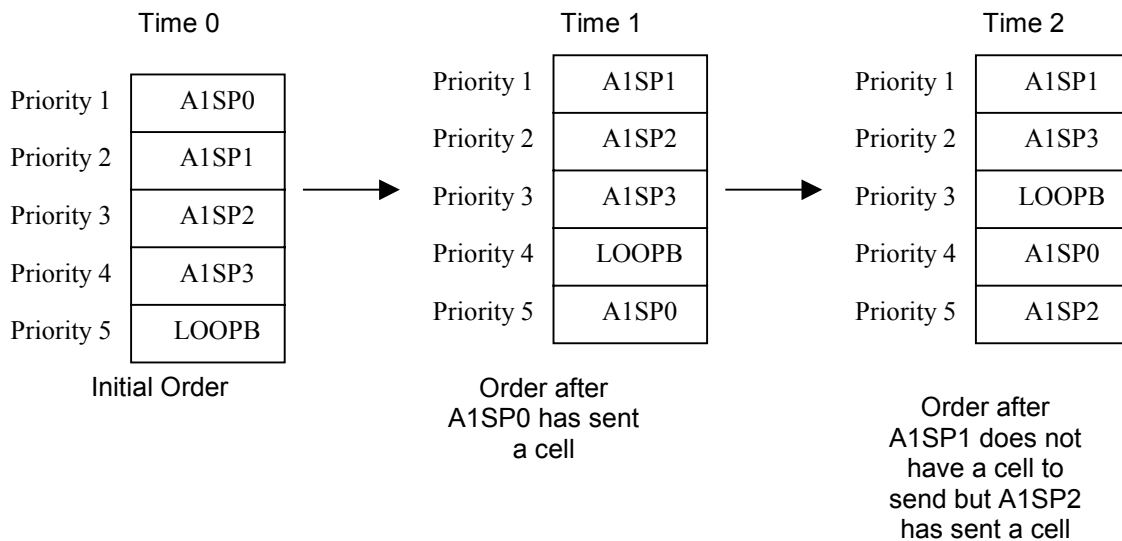 Time 0
Priority 1 A1SP0
Priority 2 A1SP1
Priority 3 A1SP2
Priority 4 A1SP3
Priority 5 LOOPB
Initial Order
Time 1
Priority 1 A1SP1
Priority 2 A1SP2
Priority 3 A1SP3
Priority 4 LOOPB
Priority 5 A1SP0
Order after
A1SP0 has sent
a cell
Time 2
Priority 1 A1SP1
Priority 2 A1SP3
Priority 3 LOOPB
Priority 4 A1SP0
Priority 5 A1SP2
Order after
A1SP1 does not
have a cell to
send but A1SP2
has sent a cell